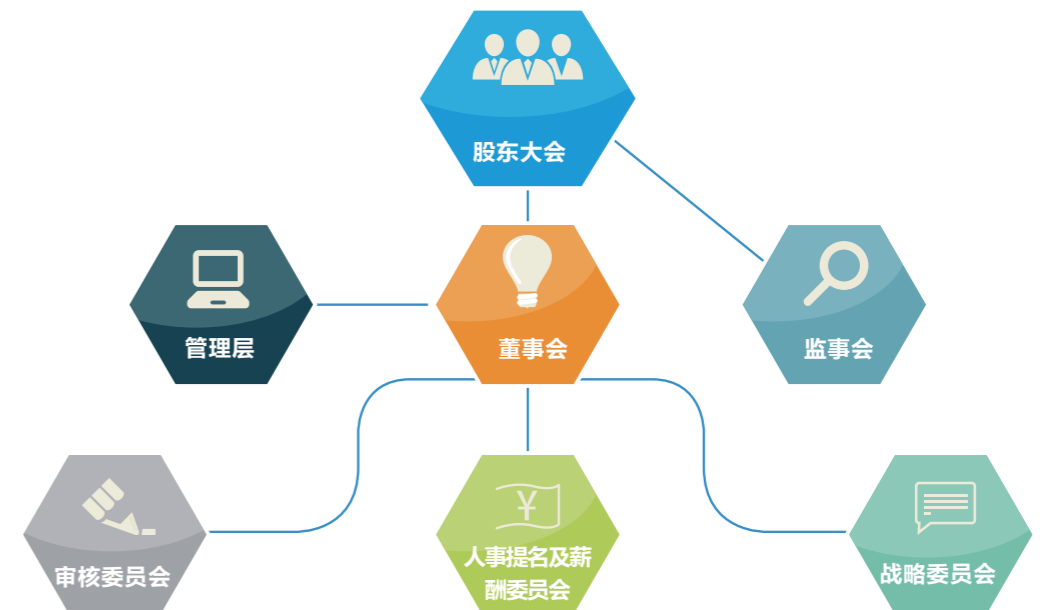 股东大会
管理层
董事会
监事会
审核委员会
¥
人事提名及薪
酬委员会
战略委员会